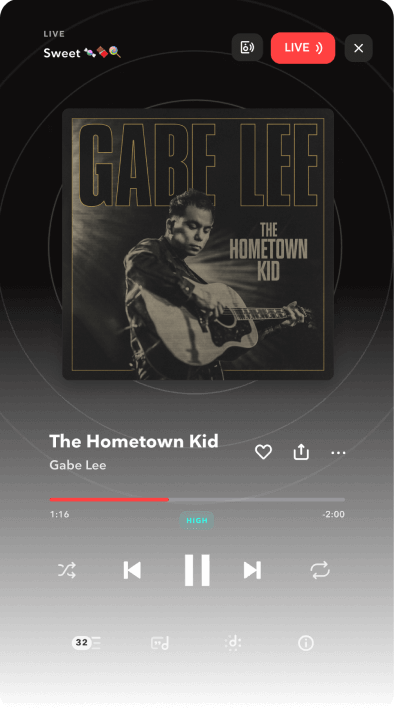 LIVE
Sweet 🍬🍫🍭
LIVE
GABE LEE
THE
HOMETOWN
KID
The Hometown Kid
Gabe Lee
1:16
-2:00
HIGH
32